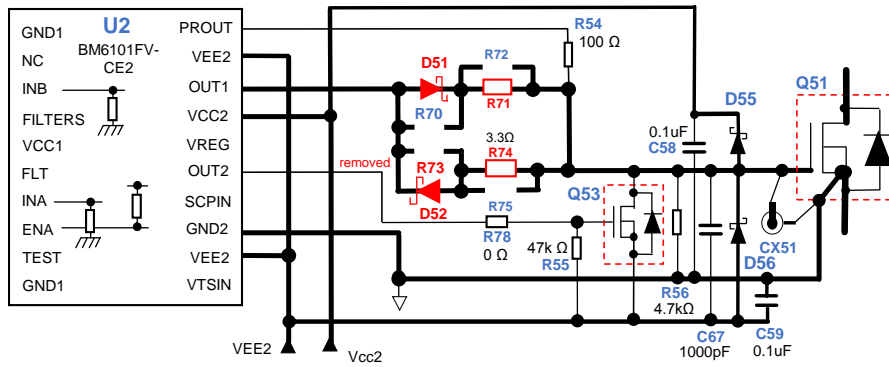 U2
BM6101FV-
CE2
GND1
NC
INB
FILTERS
VCC1
FLT
INA
ENA
TEST
GND1
PROUT
VEE2
OUT1
VCC2
VREG
OUT2
SCPIN
GND2
VEE2
VTSIN
VEE2
Vcc2
R54
100 Ω
D51
R72
R71
R70
3.3Ω
R74
R73
removed
D52
R75
R78
0 Ω
47k Ω
R55
Q53
0.1uF
C58
D55
Q51
CX51
D56
R56
4.7kΩ
C67
1000pF
C59
0.1uF